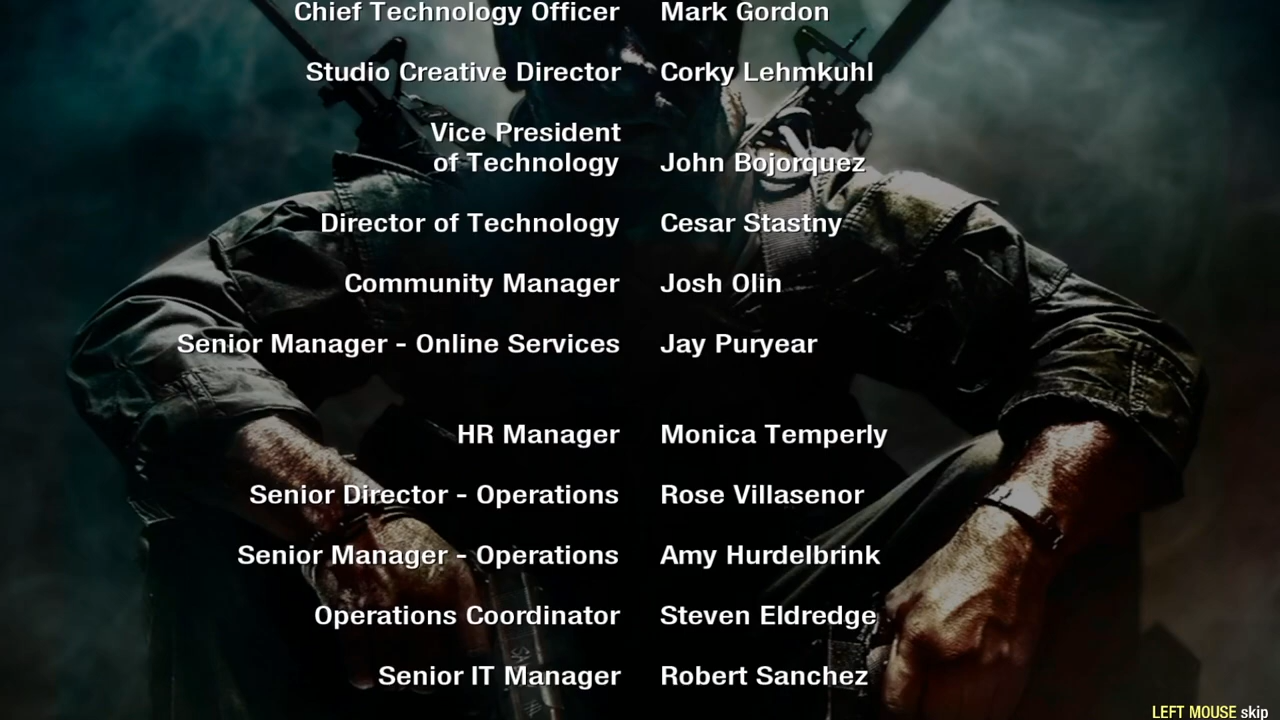 Chief Technology Officer Mark Gordon
Studio Creative Director Corky Lehmkuhl
Vice President
of Technology John Bojorquez
Director of Technology Cesar Stastny
Community Manager Josh Olin
Senior Manager - Online Services Jay Puryear
HR Manager Monica Temperly
Senior Director - Operations Rose Villasenor
Senior Manager - Operations Amy Hurdelbrink
Operations Coordinator Steven Eldredge
Senior IT Manager Robert Sanchez
LEFT MOUSE skip